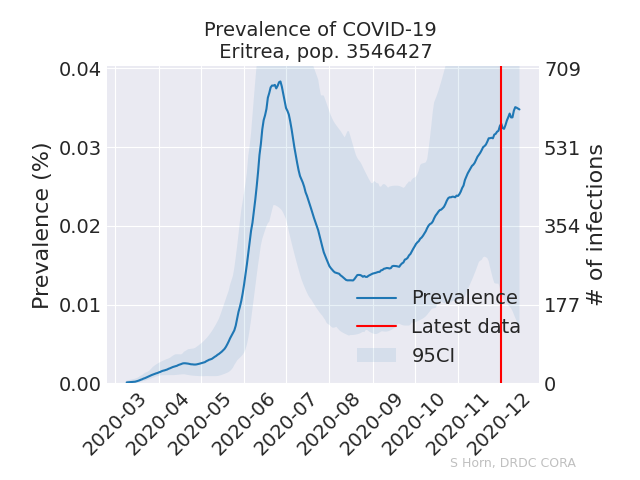 Prevalence of COVID-19
Eritrea, pop. 3546427
Prevalence (%)
0.04
0.03
0.02
0.01
0.00
709
531
354
177
0
# of infections
Prevalence
Latest data
95CI
2020-03
2020-04
2020-05
2020-06
2020-07
2020-08
2020-09
2020-10
2020-11
2020-12
S Horn, DRDC CORA